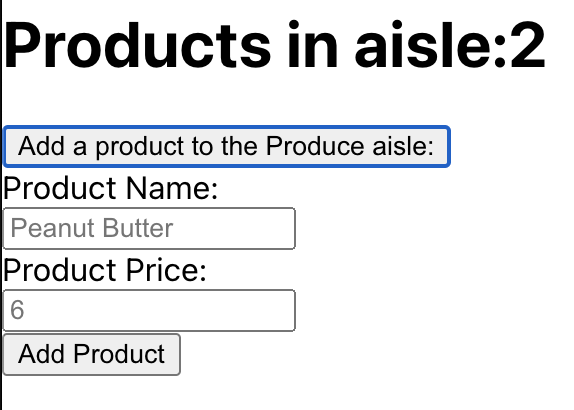 Products in aisle:2
Add a product to the Produce aisle:
Product Name:
Peanut Butter
Product Price:
6
Add Product